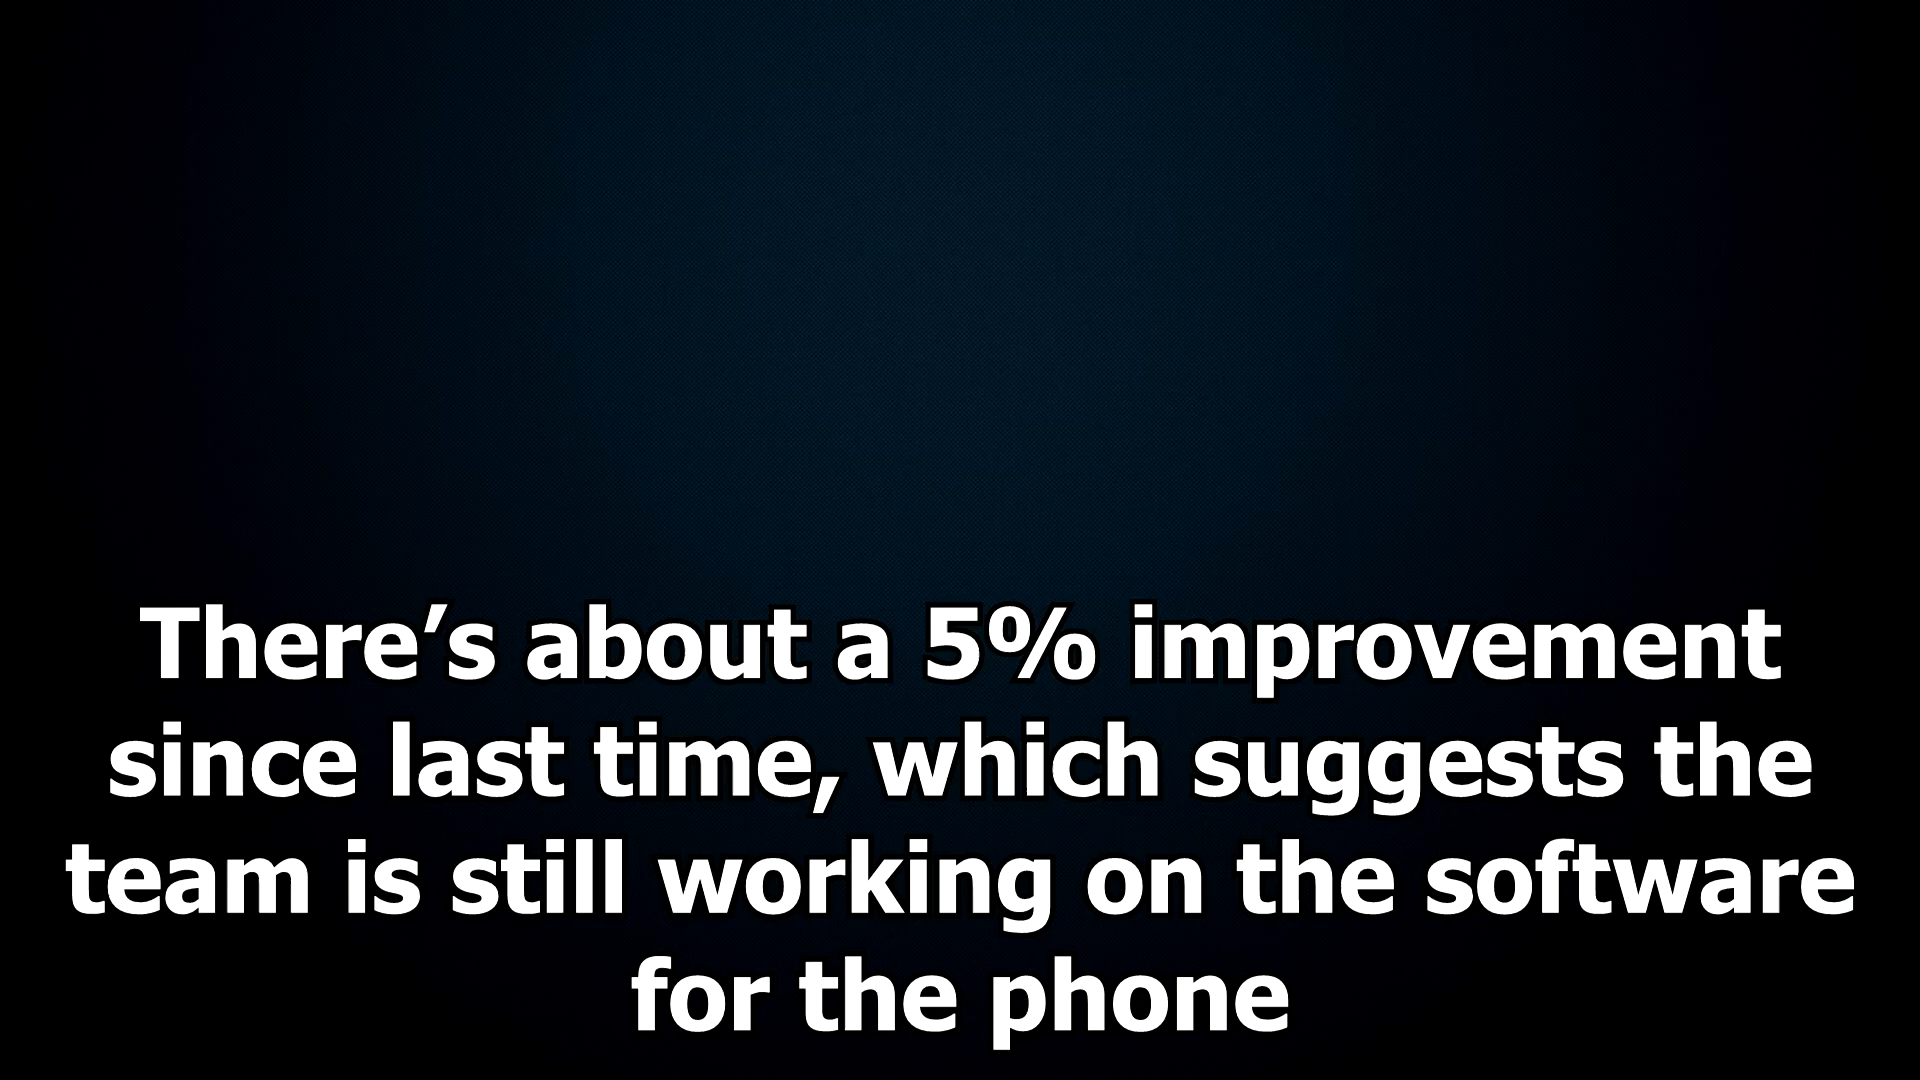 There’s about a 5% improvement
since last time, which suggests the
team is still working on the software
for the phone